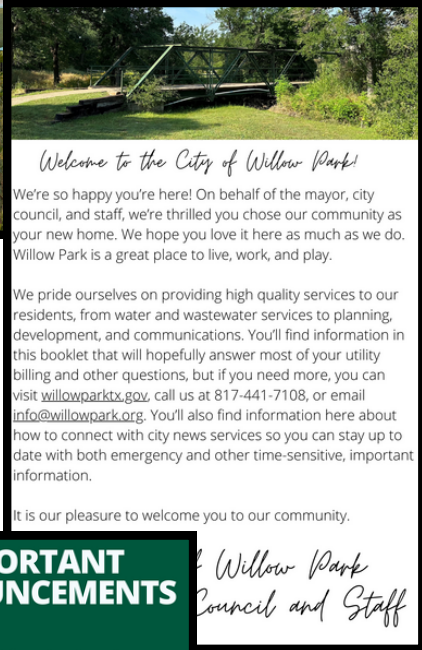 Welcome to the City of Willow Park!
We're so happy you're here! On behalf of the mayor, city
council, and staff, we're thrilled you chose our community as
your new home. We hope you love it here as much as we do.
Willow Park is a great place to live, work, and play.
We pride ourselves on providing high quality services to our
residents, from water and wastewater services to planning,
development, and communications. You'll find information in
this booklet that will hopefully answer most of your utility
billing and other questions, but if you need more, you can
visit willowparktx.gov, call us at 817-441-7108, or email
info@willowpark.org. You'll also find information here about
how to connect with city news services so you can stay up to
date with both emergency and other time-sensitive, important
information.
It is our pleasure to welcome you to our community.
f Willow Park
Council and Staff
ORTANT
NCEMENTS